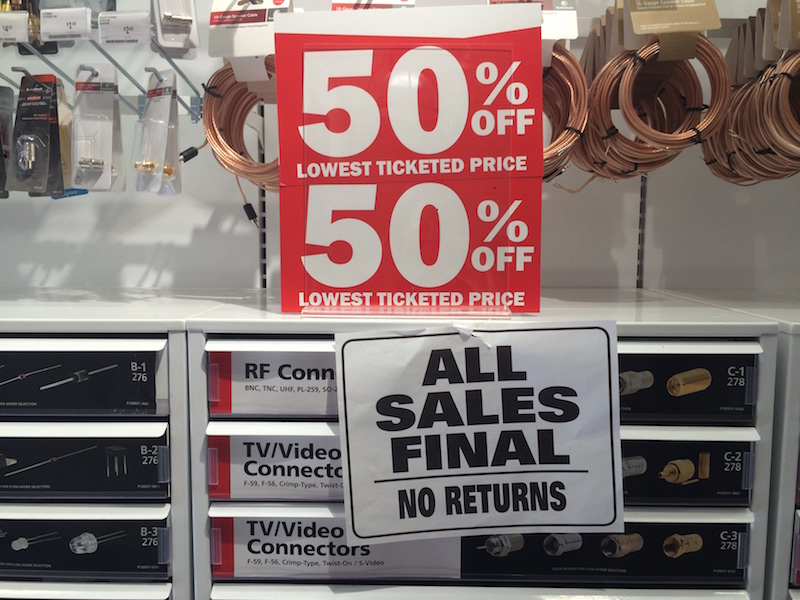 50% OFF
LOWEST TICKETED PRICE
50% OFF
LOWEST TICKETED PRICE
ALL
SALES
FINAL
NO RETURNS
B-1
276
RF Conn
BNC, TNC, UHF, PL-259, SO-2
C-1
278
B-2
276
TV/Video
Connecto
F-59, F-56, Crimp-Type, Twist-O
C-2
278
B-3
276
TV/Video
Connectors
F-59, F-56, Crimp-Type, Twist-On / S-Video
C-3
278